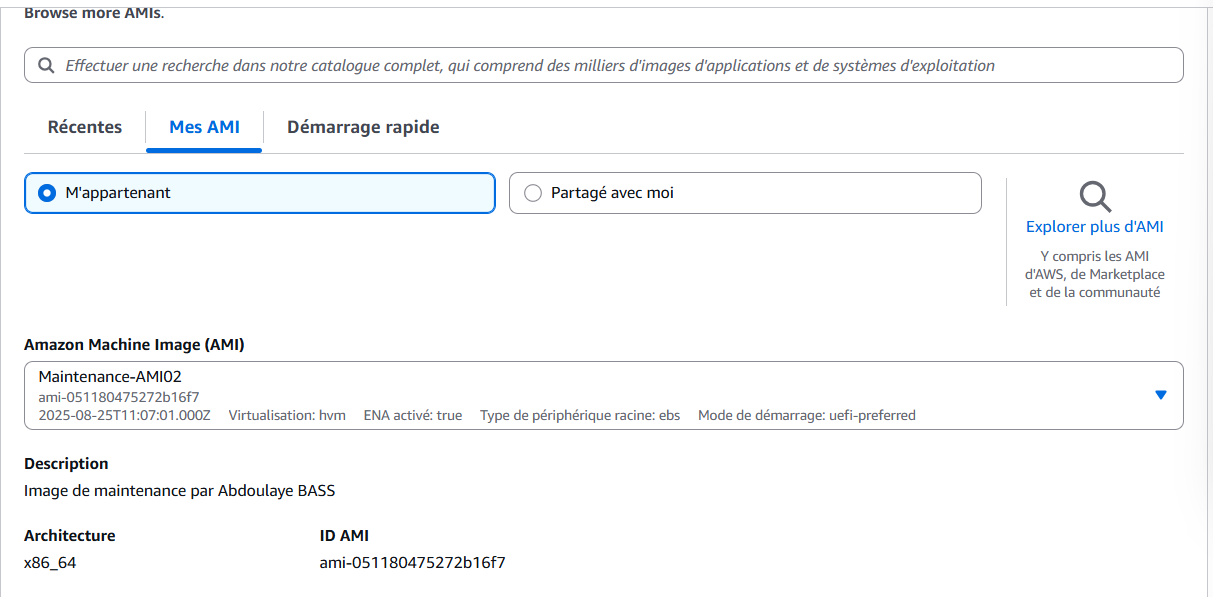 Browse more AMIs.
Effectuer une recherche dans notre catalogue complet, qui comprend des milliers d'images d'applications et de systèmes d'exploitation
Récentes Mes AMI Démarrage rapide
M'appartenant Partagé avec moi
Explorer plus d'AMI
Y compris les AMI
d'AWS, de Marketplace
et de la communauté
Amazon Machine Image (AMI)
Maintenance-AMI02
ami-051180475272b16f7
2025-08-25T11:07:01.000Z Virtualisation: hvm ENA activé: true Type de périphérique racine: ebs Mode de démarrage: uefi-preferred
Description
Image de maintenance par Abdoulaye BASS
Architecture ID AMI
x86_64 ami-051180475272b16f7